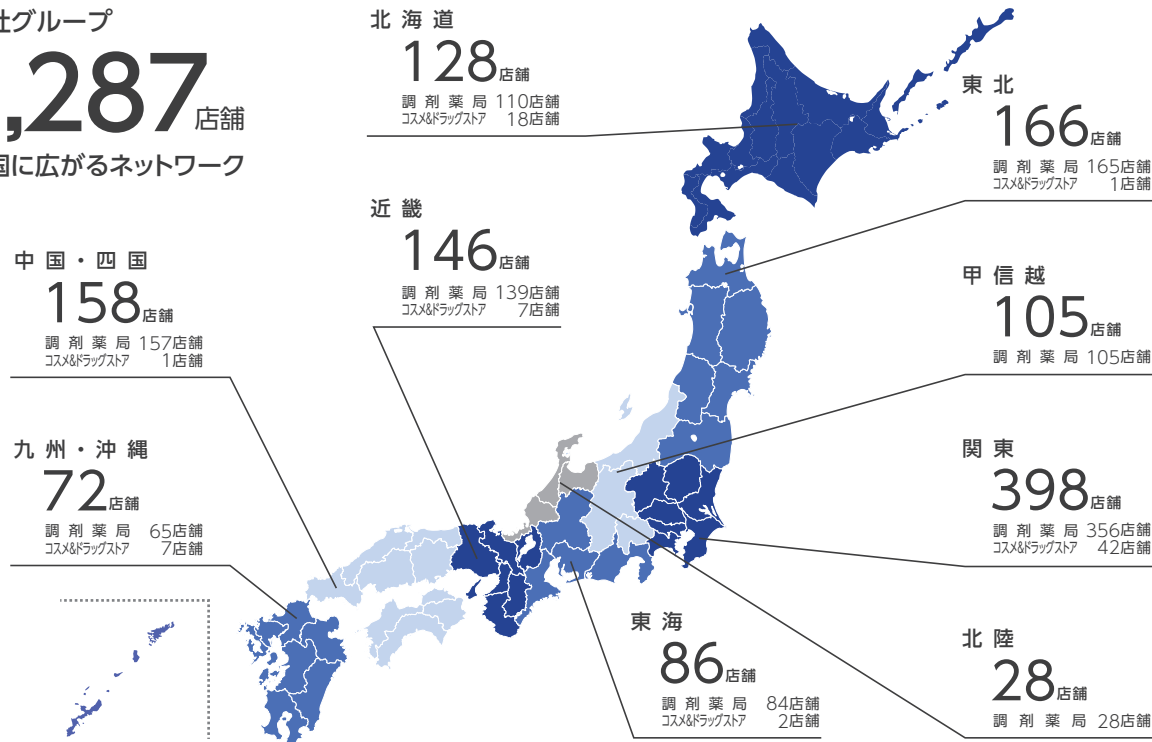 社グループ
,287店舗
国に広がるネットワーク
北海道
128店舗
調剤薬局 110店舗
コスメ&ドラッグストア 18店舗
東北
166店舗
調剤薬局 165店舗
コスメ&ドラッグストア 1店舗
近畿
146店舗
調剤薬局 139店舗
コスメ&ドラッグストア 7店舗
中国・四国
158店舗
調剤薬局 157店舗
コスメ&ドラッグストア 1店舗
甲信越
105店舗
調剤薬局 105店舗
九州・沖縄
72店舗
調剤薬局 65店舗
コスメ&ドラッグストア 7店舗
関東
398店舗
調剤薬局 356店舗
コスメ&ドラッグストア 42店舗
東海
86店舗
調剤薬局 84店舗
コスメ&ドラッグストア 2店舗
北陸
28店舗
調剤薬局 28店舗